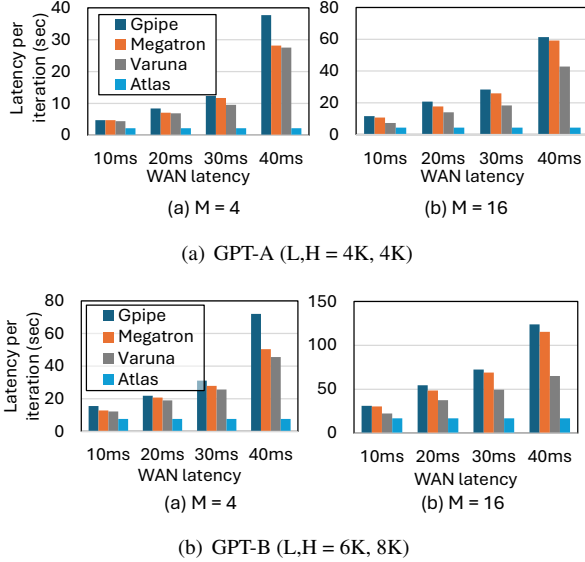 Latency per
iteration (sec)
40
30
20
10
0
Gpipe
Megatron
Varuna
Atlas
10ms 20ms 30ms 40ms
WAN latency
(a) M = 4
80
60
40
20
0
10ms 20ms 30ms 40ms
WAN latency
(b) M = 16
(a) GPT-A (L,H = 4K, 4K)
Latency per
iteration (sec)
80
60
40
20
0
Gpipe
Megatron
Varuna
Atlas
10ms 20ms 30ms 40ms
WAN latency
(a) M = 4
150
100
50
0
10ms 20ms 30ms 40ms
WAN latency
(b) M = 16
(b) GPT-B (L,H = 6K, 8K)